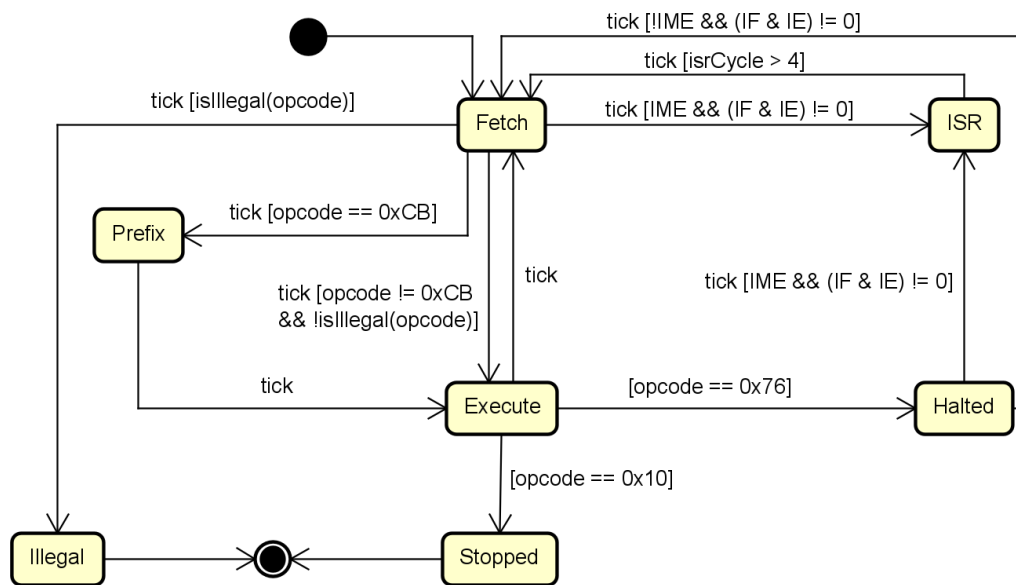 tick [!IME && (IF & IE) != 0]
tick [isrCycle > 4]
tick [isIllegal(opcode)]
Fetch
tick [IME && (IF & IE) != 0]
ISR
tick [opcode == 0xCB]
Prefix
tick
tick [IME && (IF & IE) != 0]
tick [opcode != 0xCB
&& !isIllegal(opcode)]
tick
Execute
[opcode == 0x76]
Halted
[opcode == 0x10]
Illegal
Stopped